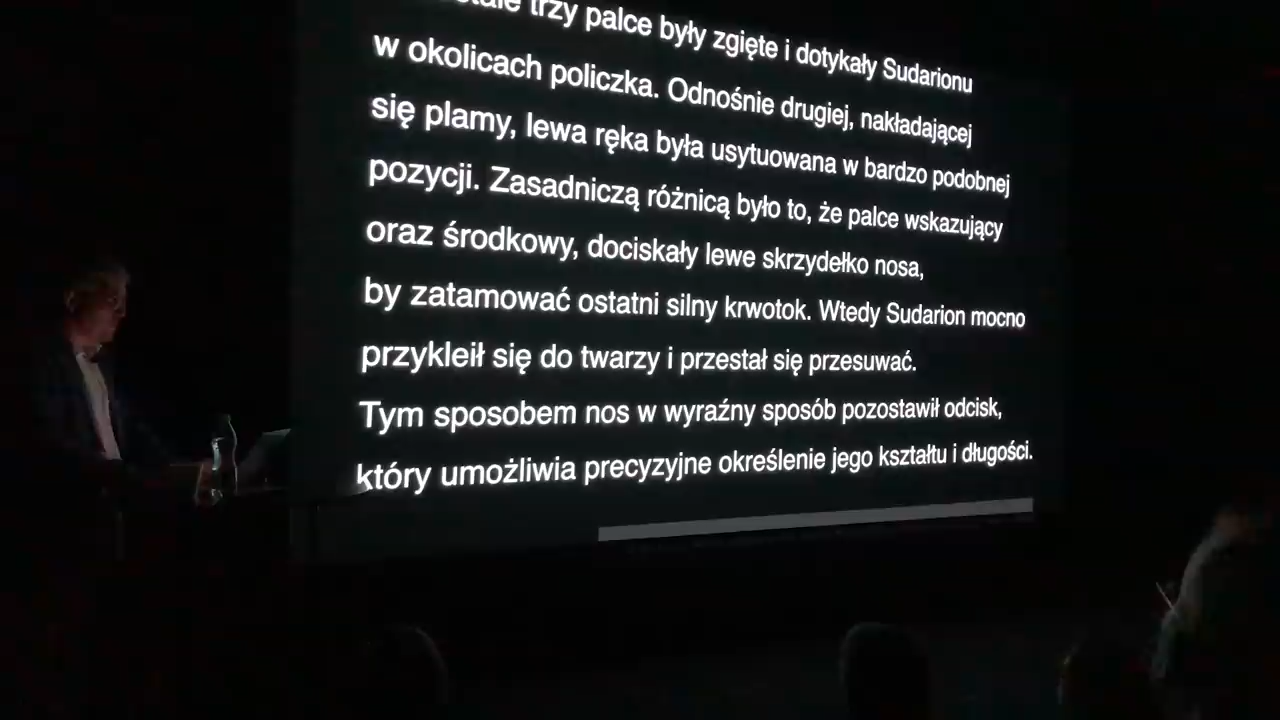 trzy palce były zgięte i dotykały Sudarionu
w okolicach policzka. Odnośnie drugiej, nakładającej
się plamy, lewa ręka była usytuowana w bardzo podobnej
pozycji. Zasadniczą różnicą było to, że palce wskazujący
oraz środkowy, dociskały lewe skrzydełko nosa,
by zatamować ostatni silny krwotok. Wtedy Sudarion mocno
przykleił się do twarzy i przestał się przesuwać.
Tym sposobem nos w wyraźny sposób pozostawił odcisk,
który umożliwia precyzyjne określenie jego kształtu i długości.